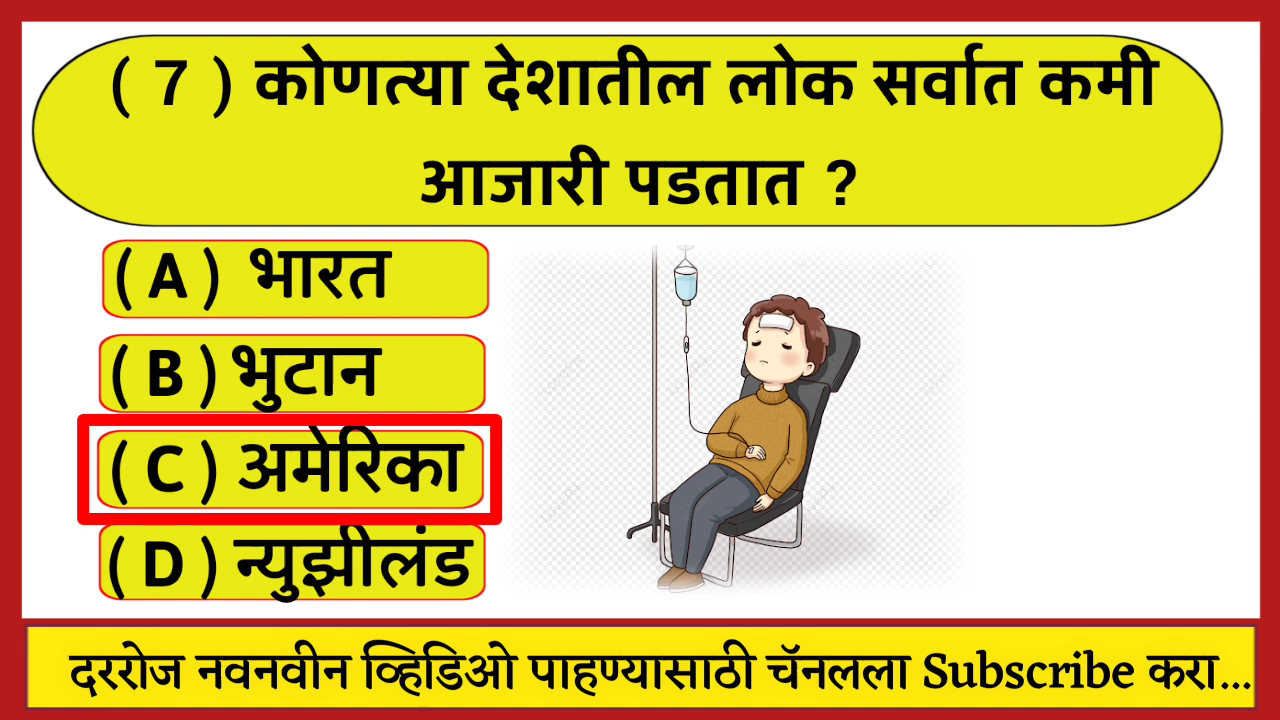 ( 7 ) कोणत्या देशातील लोक सर्वात कमी
आजारी पडतात ?
( A ) भारत
( B ) भुटान
( C ) अमेरिका
( D ) न्युझीलंड
दररोज नवनवीन व्हिडिओ पाहण्यासाठी चॅनलला Subscribe करा...